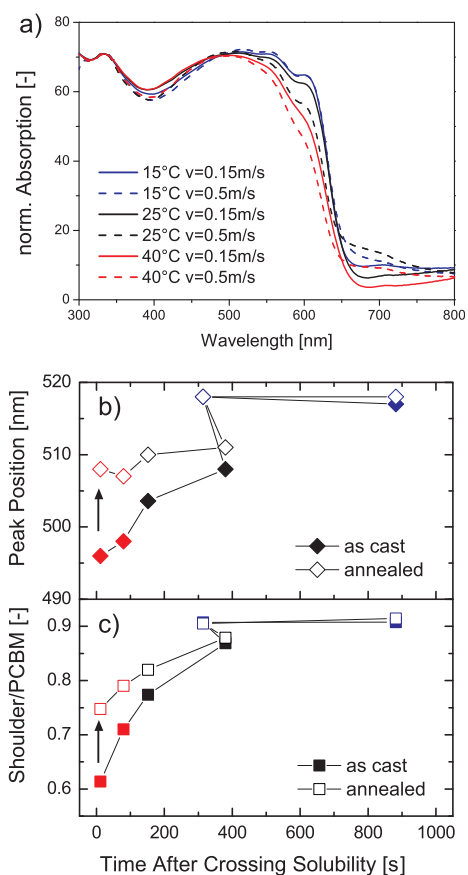 a)
80
60
40
20
0
norm. Absorption [-]
15°C v=0.15m/s
15°C v=0.5m/s
25°C v=0.15m/s
25°C v=0.5m/s
40°C v=0.15m/s
40°C v=0.5m/s
300 400 500 600 700 800
Wavelength [nm]
b)
520
510
500
490
Peak Position [nm]
as cast
annealed
c)
0.9
0.8
0.7
0.6
Shoulder/PCBM [-]
as cast
annealed
0 200 400 600 800 1000
Time After Crossing Solubility [s]